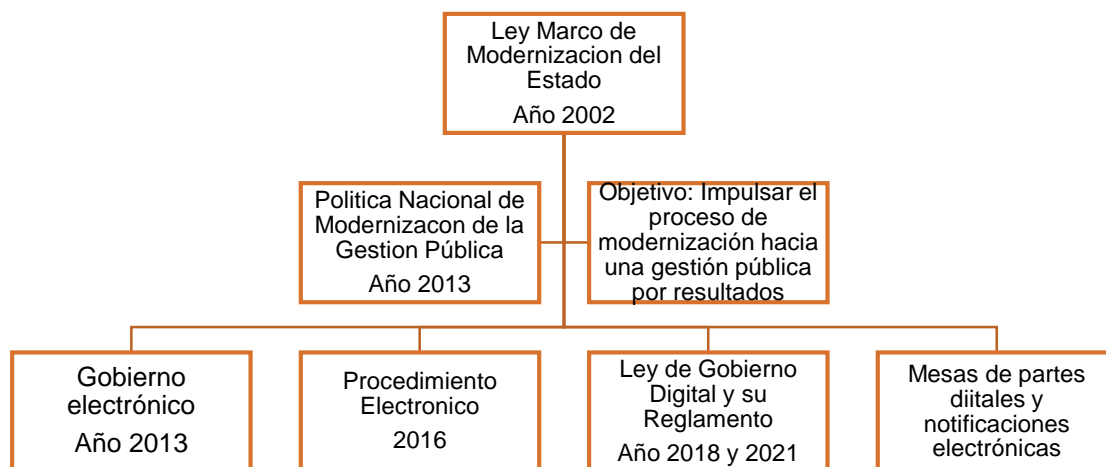 Ley Marco de
Modernizacion del
Estado
Año 2002
Politica Nacional de
Modernizacon de la
Gestion Pública
Año 2013
Objetivo: Impulsar el
proceso de
modernización hacia
una gestión pública
por resultados
Gobierno
electrónico
Año 2013
Procedimiento
Electronico
2016
Ley de Gobierno
Digital y su
Reglamento
Año 2018 y 2021
Mesas de partes
diitales y
notificaciones
electrónicas